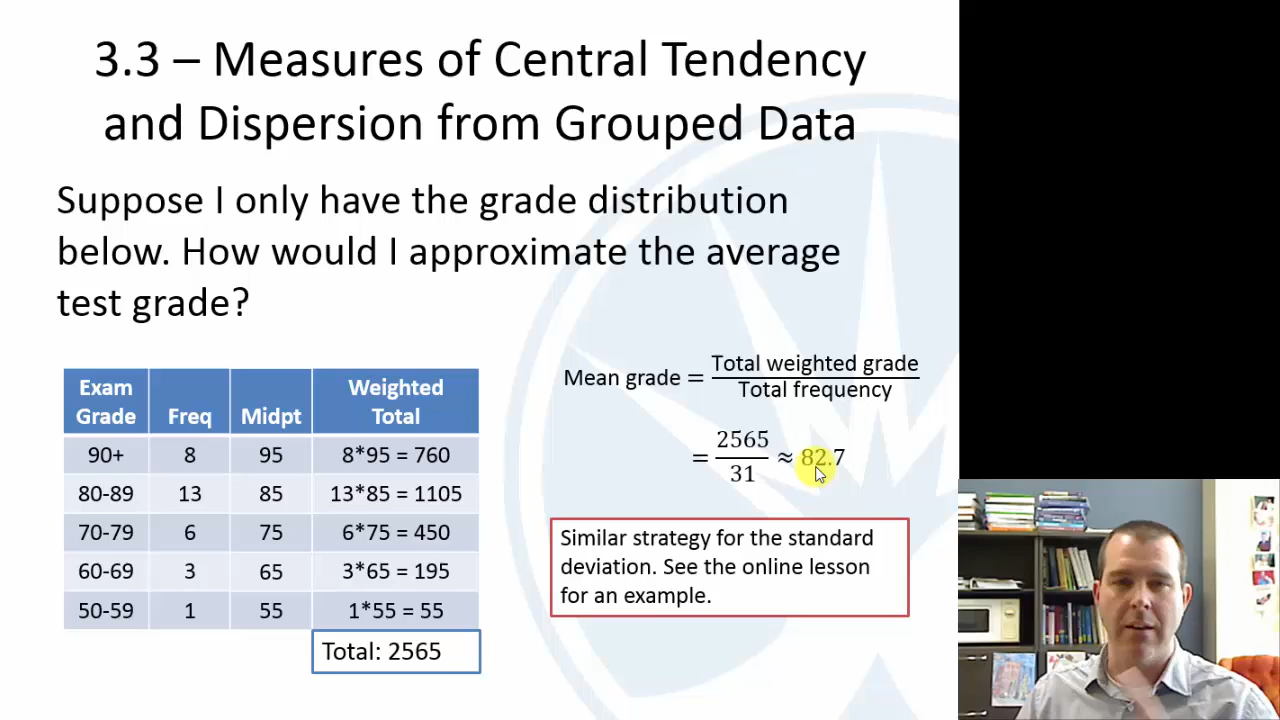 3.3 – Measures of Central Tendency
and Dispersion from Grouped Data
Suppose I only have the grade distribution
below. How would I approximate the average
test grade?
Exam Grade Freq Midpt Weighted Total
90+ 8 95 8*95 = 760
80-89 13 85 13*85 = 1105
70-79 6 75 6*75 = 450
60-69 3 65 3*65 = 195
50-59 1 55 1*55 = 55
Total: 2565
Mean grade = Total weighted grade / Total frequency
= 2565 / 31 ≈ 82.7
Similar strategy for the standard
deviation. See the online lesson
for an example.